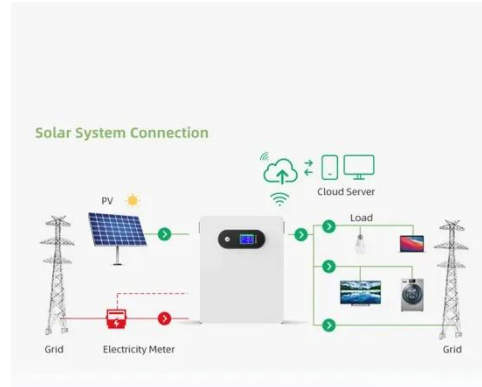 Solar System Connection
Cloud Server
PV
Load
Grid
Electricity Meter
Grid